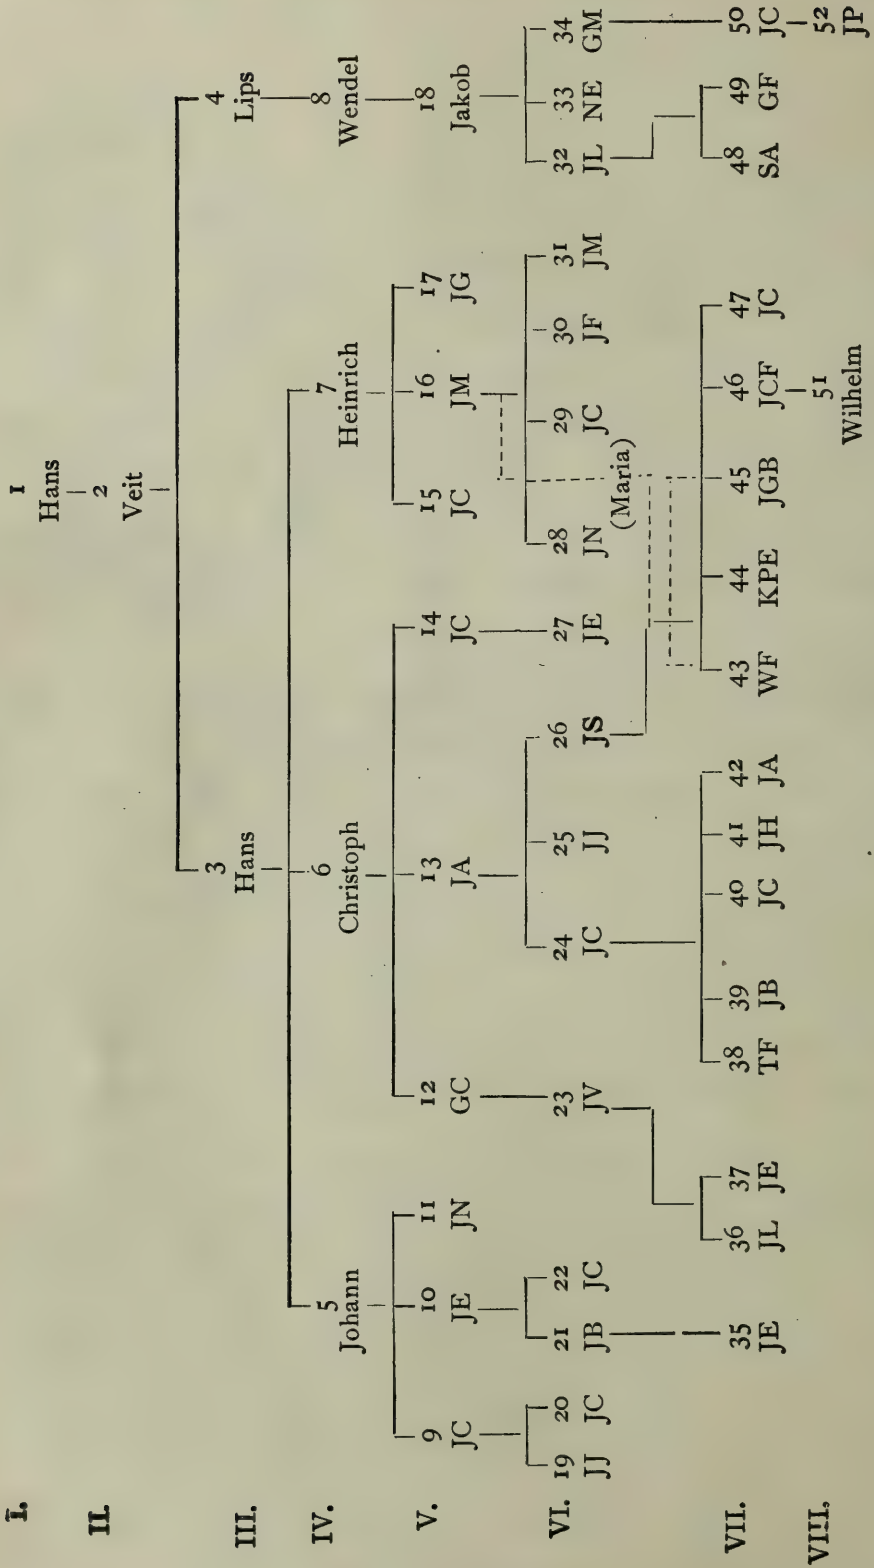 I. 1
Hans
II. 2
Veit
3 4
III. Hans Lips
5 6 7 8
IV. Johann Christoph Heinrich Wendel
9 10 11 12 13 14 15 16 17 18
V. JC JE JN GC JA JC JC JM JG Jakob
19 20 21 22 23 24 25 26 27 28 29 30 31 32 33 34
VI. JJ JC JB JC JV JC JJ JS JE JN JC JF JM JL NE GM
(Maria)
35 36 37 38 39 40 41 42 43 44 45 46 47 48 49 50
VII. JE JL JE TF JB JC JH JA WF KPE JGB JCF JC SA GF JC
51 52
VIII. Wilhelm JP